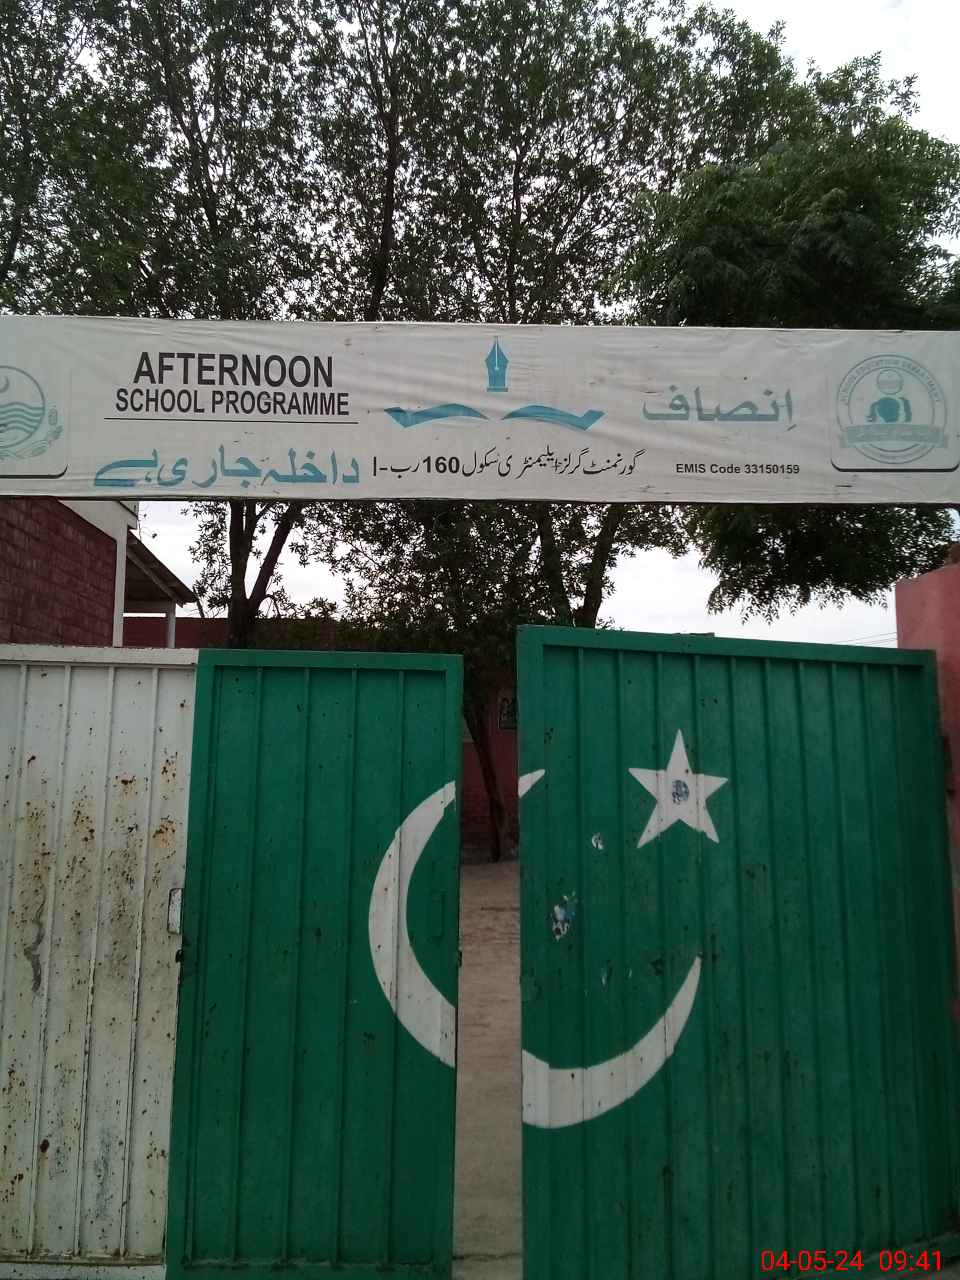 AFTERNOON
SCHOOL PROGRAMME
اِنصاف
داخلہ جاری ہے
گورنمنٹ گرلز ایلیمنٹری سکول 160 رب-I
EMIS Code 33150159
04-05-24 09:41